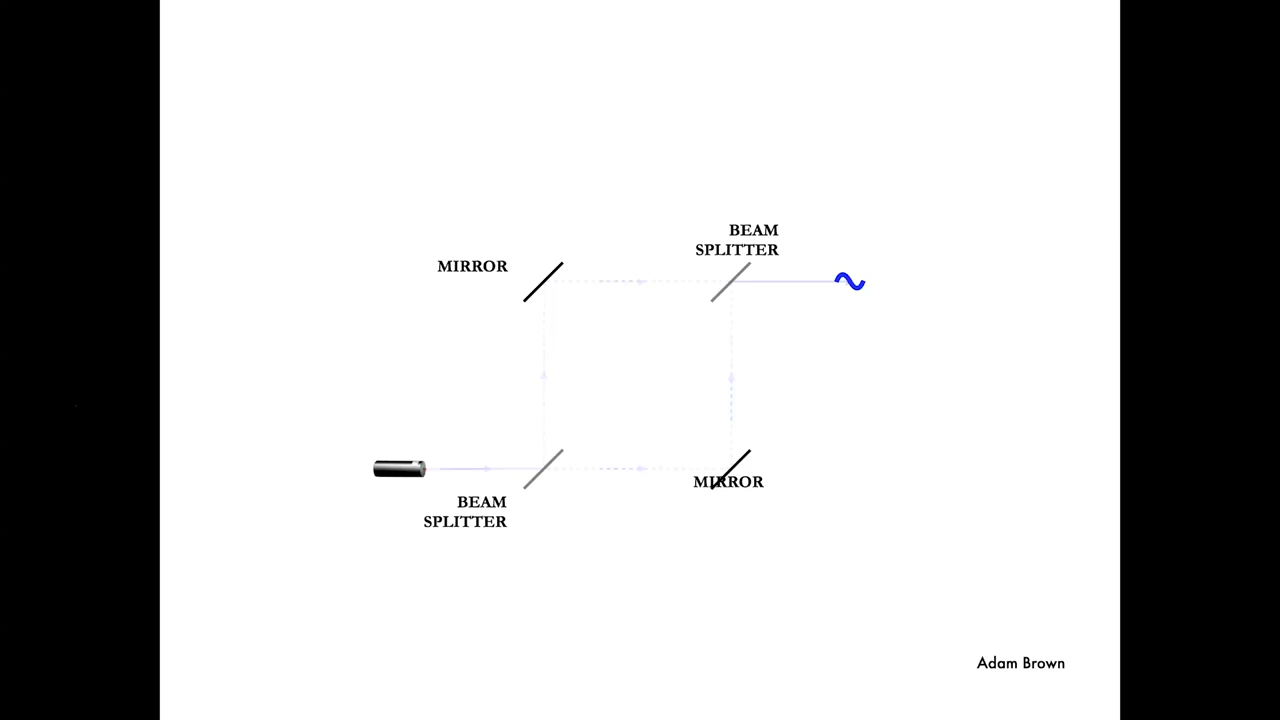 BEAM
SPLITTER
MIRROR
MIRROR
BEAM
SPLITTER
Adam Brown